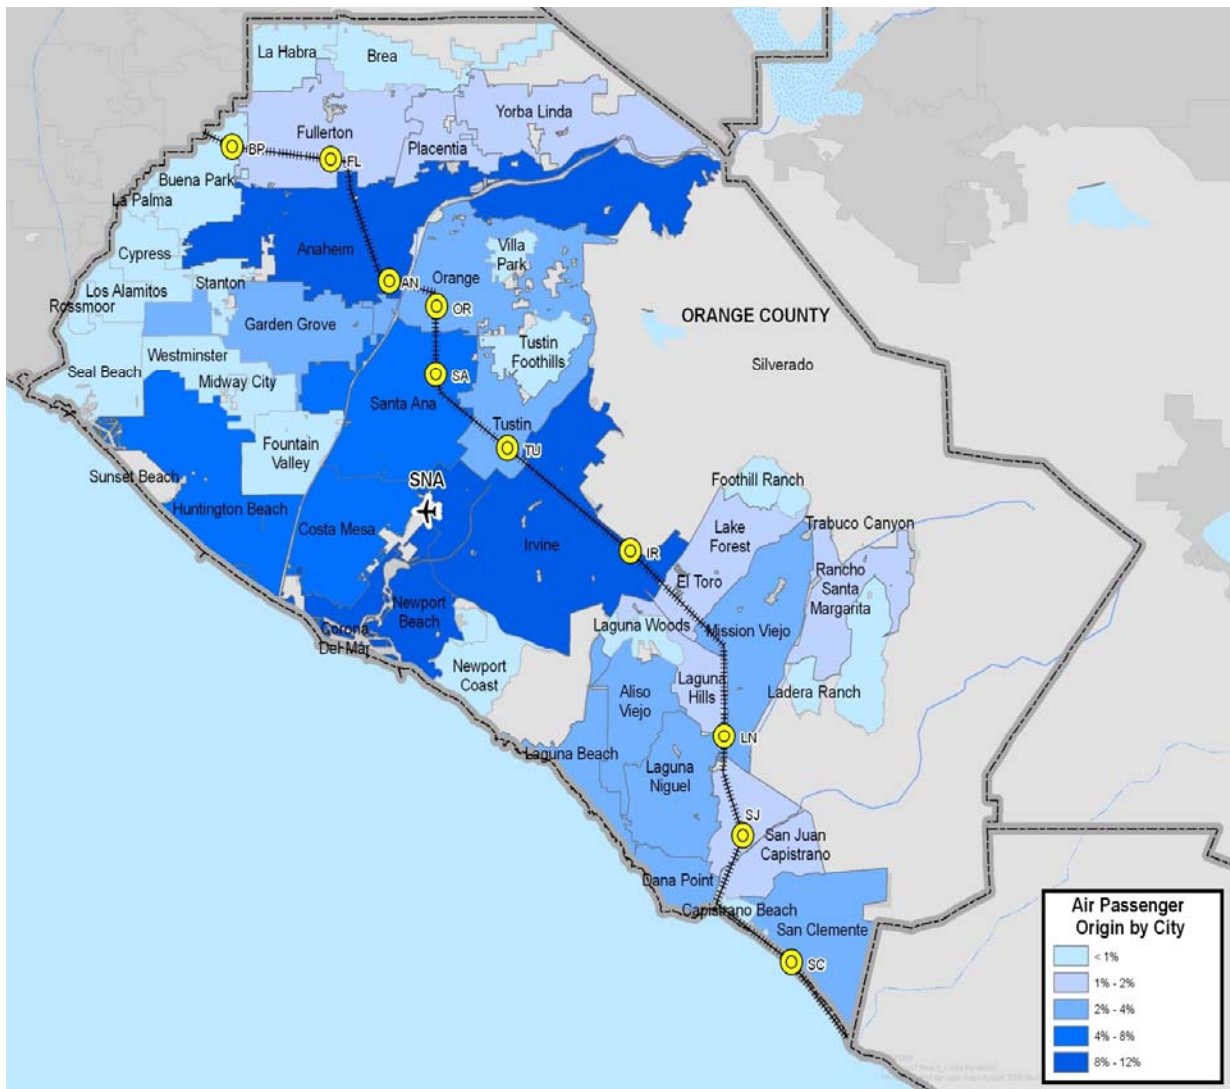 La Habra
Brea
Yorba Linda
Fullerton
Placentia
BP
FL
Buena Park
La Palma
Cypress
Anaheim
Villa
Park
Orange
Stanton
AN
Los Alamitos
Rossmoor
OR
ORANGE COUNTY
Garden Grove
Tustin
Foothills
Westminster
Silverado
Seal Beach
Midway City
SA
Santa Ana
Tustin
TU
Fountain
Valley
Sunset Beach
SNA
Foothill Ranch
Huntington Beach
Costa Mesa
Lake
Forest
Trabuco Canyon
Irvine
IR
Rancho
Santa
Margarita
El Toro
Newport
Beach
Corona
Del Mar
Laguna Woods
Mission Viejo
Newport
Coast
Laguna
Hills
Ladera Ranch
Aliso
Viejo
LN
Laguna Beach
Laguna
Niguel
SJ
San Juan
Capistrano
Dana Point
Capistrano Beach
San Clemente
SC
Air Passenger
Origin by City
< 1%
1% - 2%
2% - 4%
4% - 8%
8% - 12%